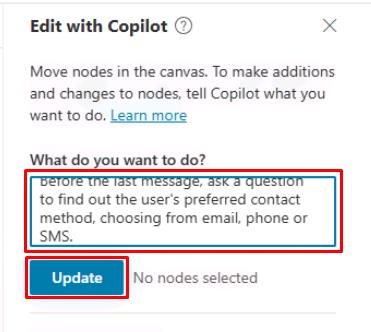 Edit with Copilot ?
Move nodes in the canvas. To make additions
and changes to nodes, tell Copilot what you
want to do. Learn more
What do you want to do?
Before the last message, ask a question
to find out the user's preferred contact
method, choosing from email, phone or
SMS.
Update No nodes selected